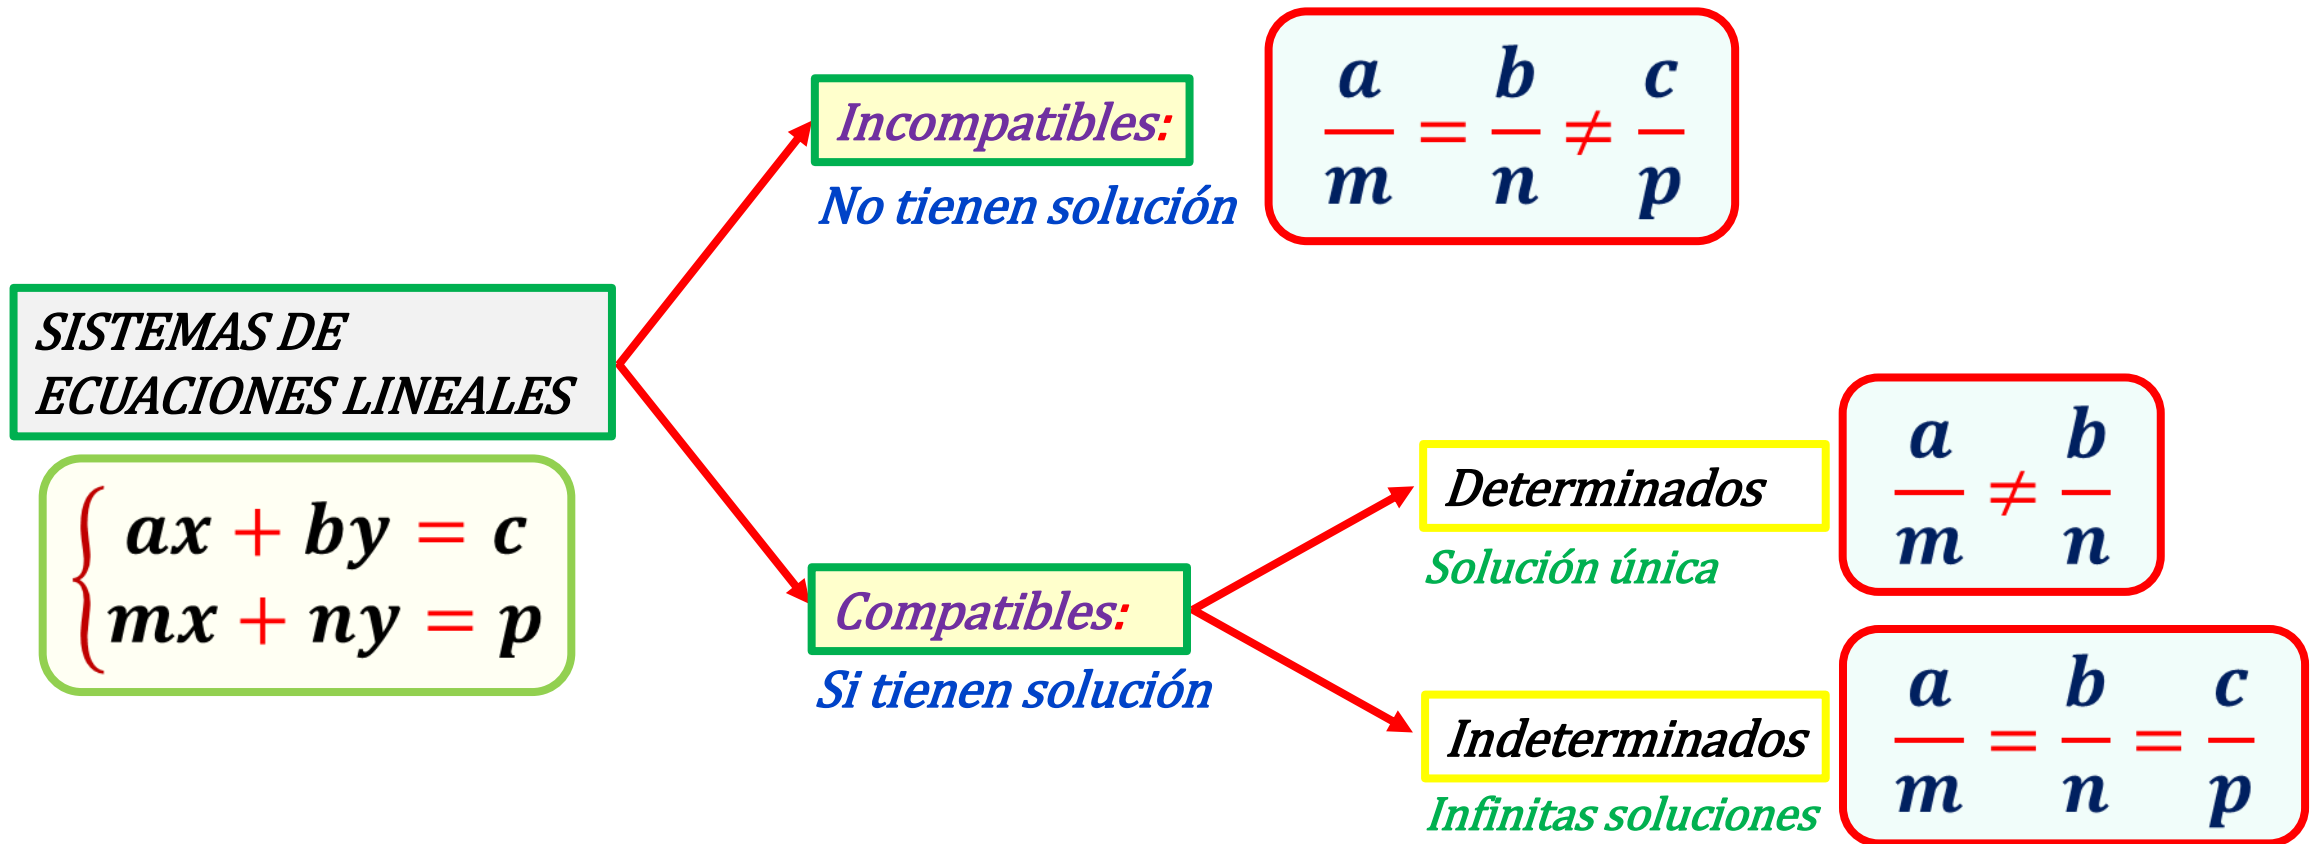 SISTEMAS DE
ECUACIONES LINEALES
ax + by = c
mx + ny = p
Incompatibles:
No tienen solución
a/m = b/n ≠ c/p
Compatibles:
Si tienen solución
Determinados
Solución única
a/m ≠ b/n
Indeterminados
Infinitas soluciones
a/m = b/n = c/p